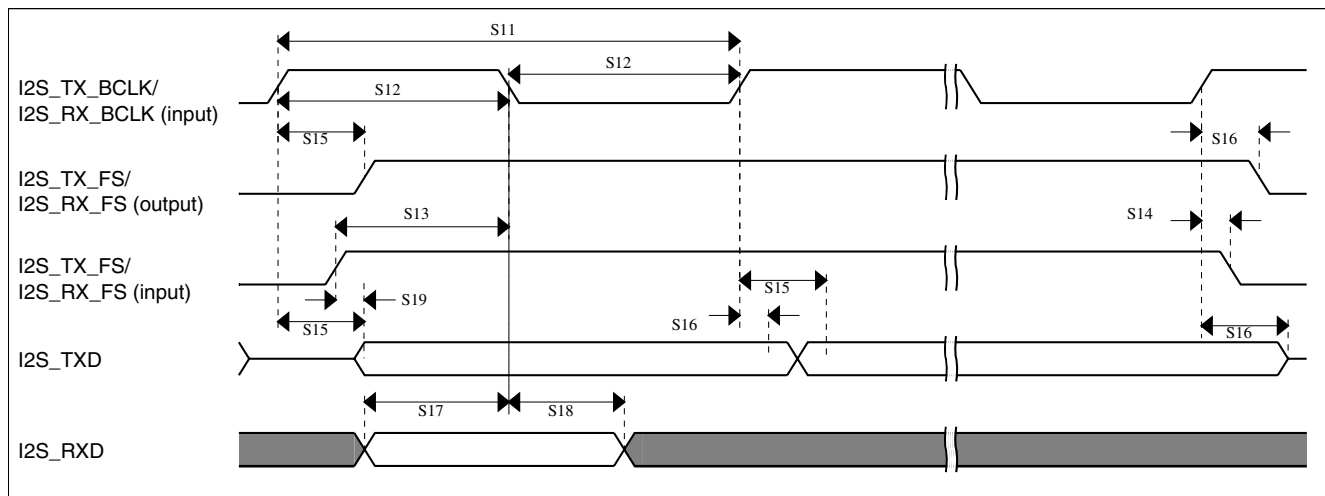 S11
S12
I2S_TX_BCLK/
I2S_RX_BCLK (input)
S12
S15
S16
I2S_TX_FS/
I2S_RX_FS (output)
S13
S14
I2S_TX_FS/
I2S_RX_FS (input)
S15
S19
S16
S15
S16
I2S_TXD
S17
S18
I2S_RXD